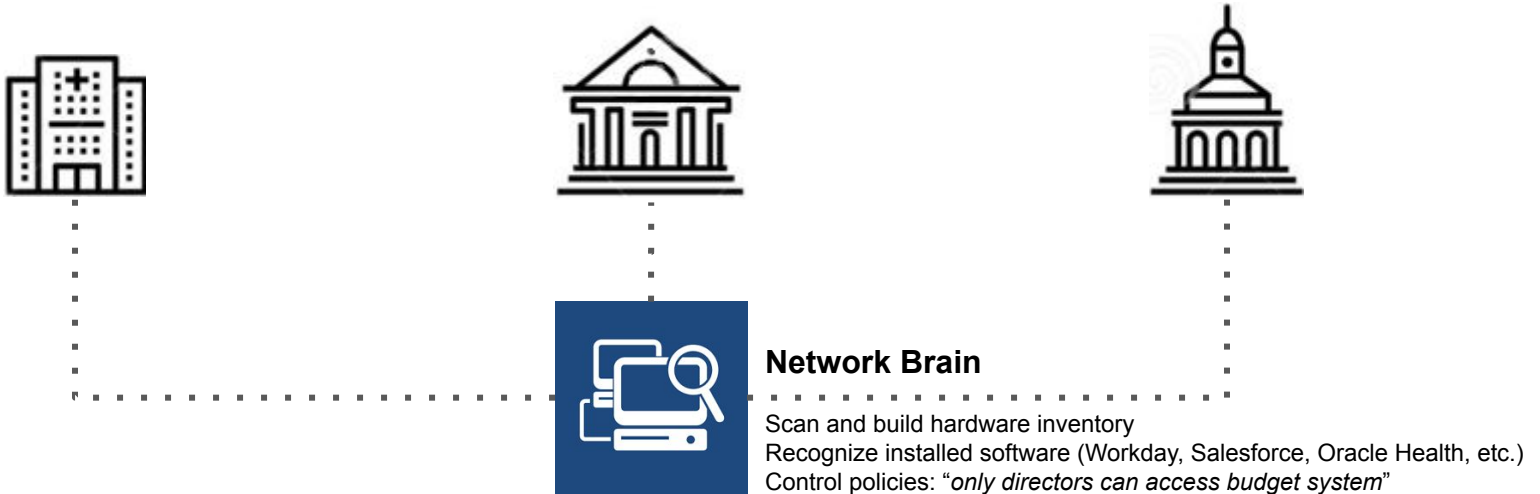 Network Brain
Scan and build hardware inventory
Recognize installed software (Workday, Salesforce, Oracle Health, etc.)
Control policies: “only directors can access budget system”